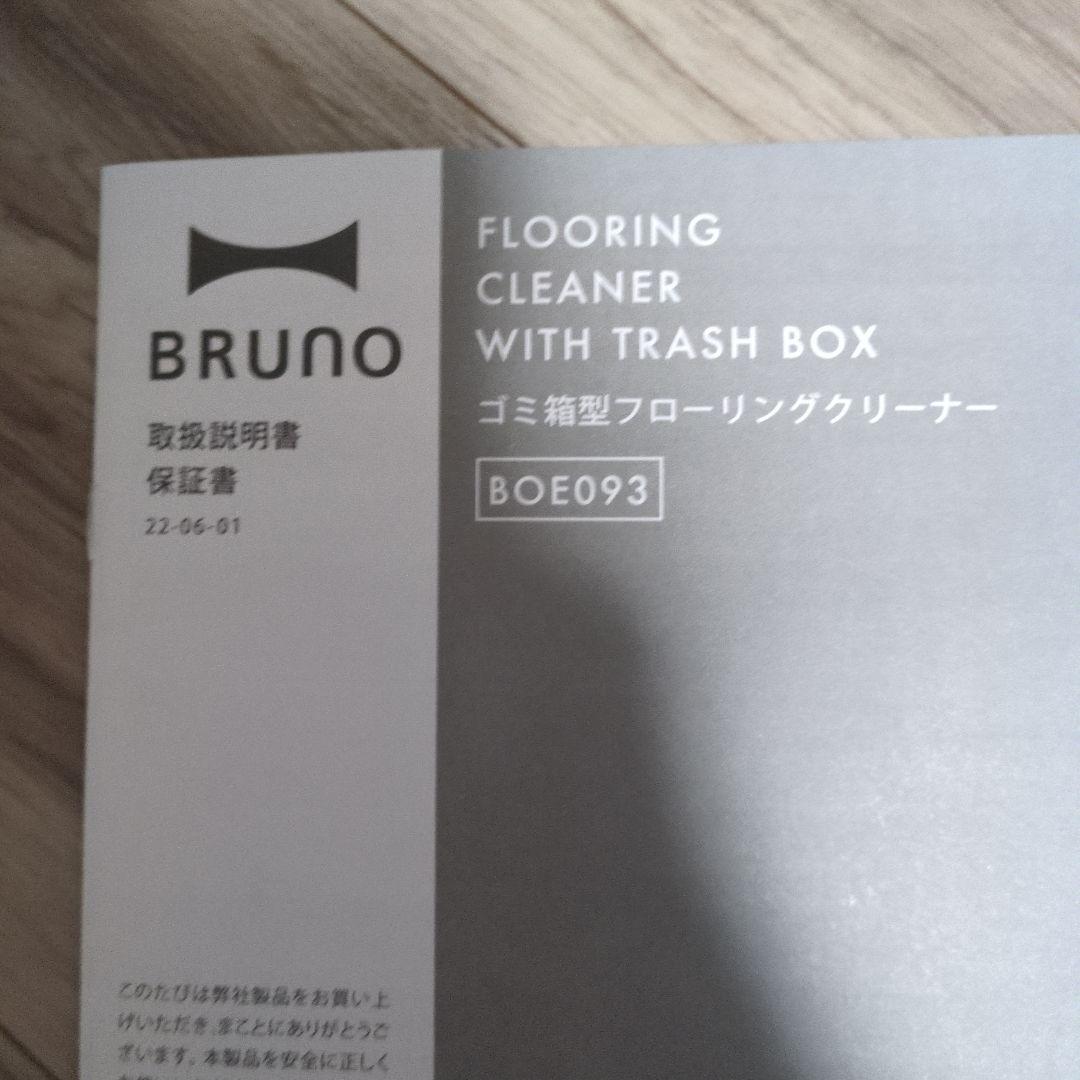 BRUNO
取扱説明書
保証書
22-06-01
FLOORING
CLEANER
WITH TRASH BOX
ゴミ箱型フローリングクリーナー
BOE093
このたびは弊社製品をお買い上
げいただき、まことにありがとうご
ざいます。本製品を安全に正しく